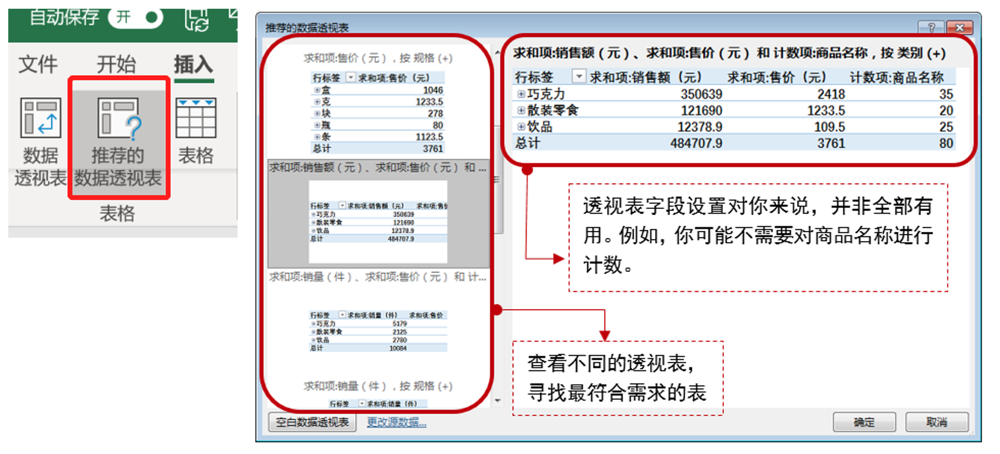 自动保存 开
文件 开始 插入
数据
透视表
推荐的
数据透视表
表格
表格
推荐的数据透视表
求和项:售价（元），按 规格 (+)
行标签 求和项:售价（元）
盒 1046
克 1233.5
块 278
瓶 80
条 1123.5
总计 3761
求和项:销售额（元）、求和项:售价（元） 和 ...
行标签 求和项:销售额（元） 求和项:售
巧克力 350639
散装零食 121690
饮品 12378.9
总计 484707.9
求和项:销量（件）、求和项:售价（元） 和 计...
行标签 求和项:销量（件） 求和项:售价
巧克力 5179
散装零食 2125
饮品 2780
总计 10084
求和项:销量（件），按 规格 (+)
行标签 求和项:销量（件）
空白数据透视表 更改源数据...
求和项:销售额（元）、求和项:售价（元） 和 计数项:商品名称，按 类别 (+)
行标签 求和项:销售额（元） 求和项:售价（元） 计数项:商品名称
巧克力 350639 2418 35
散装零食 121690 1233.5 20
饮品 12378.9 109.5 25
总计 484707.9 3761 80
透视表字段设置对你来说，并非全部有
用。例如，你可能不需要对商品名称进行
计数。
查看不同的透视表，
寻找最符合需求的表
确定 取消